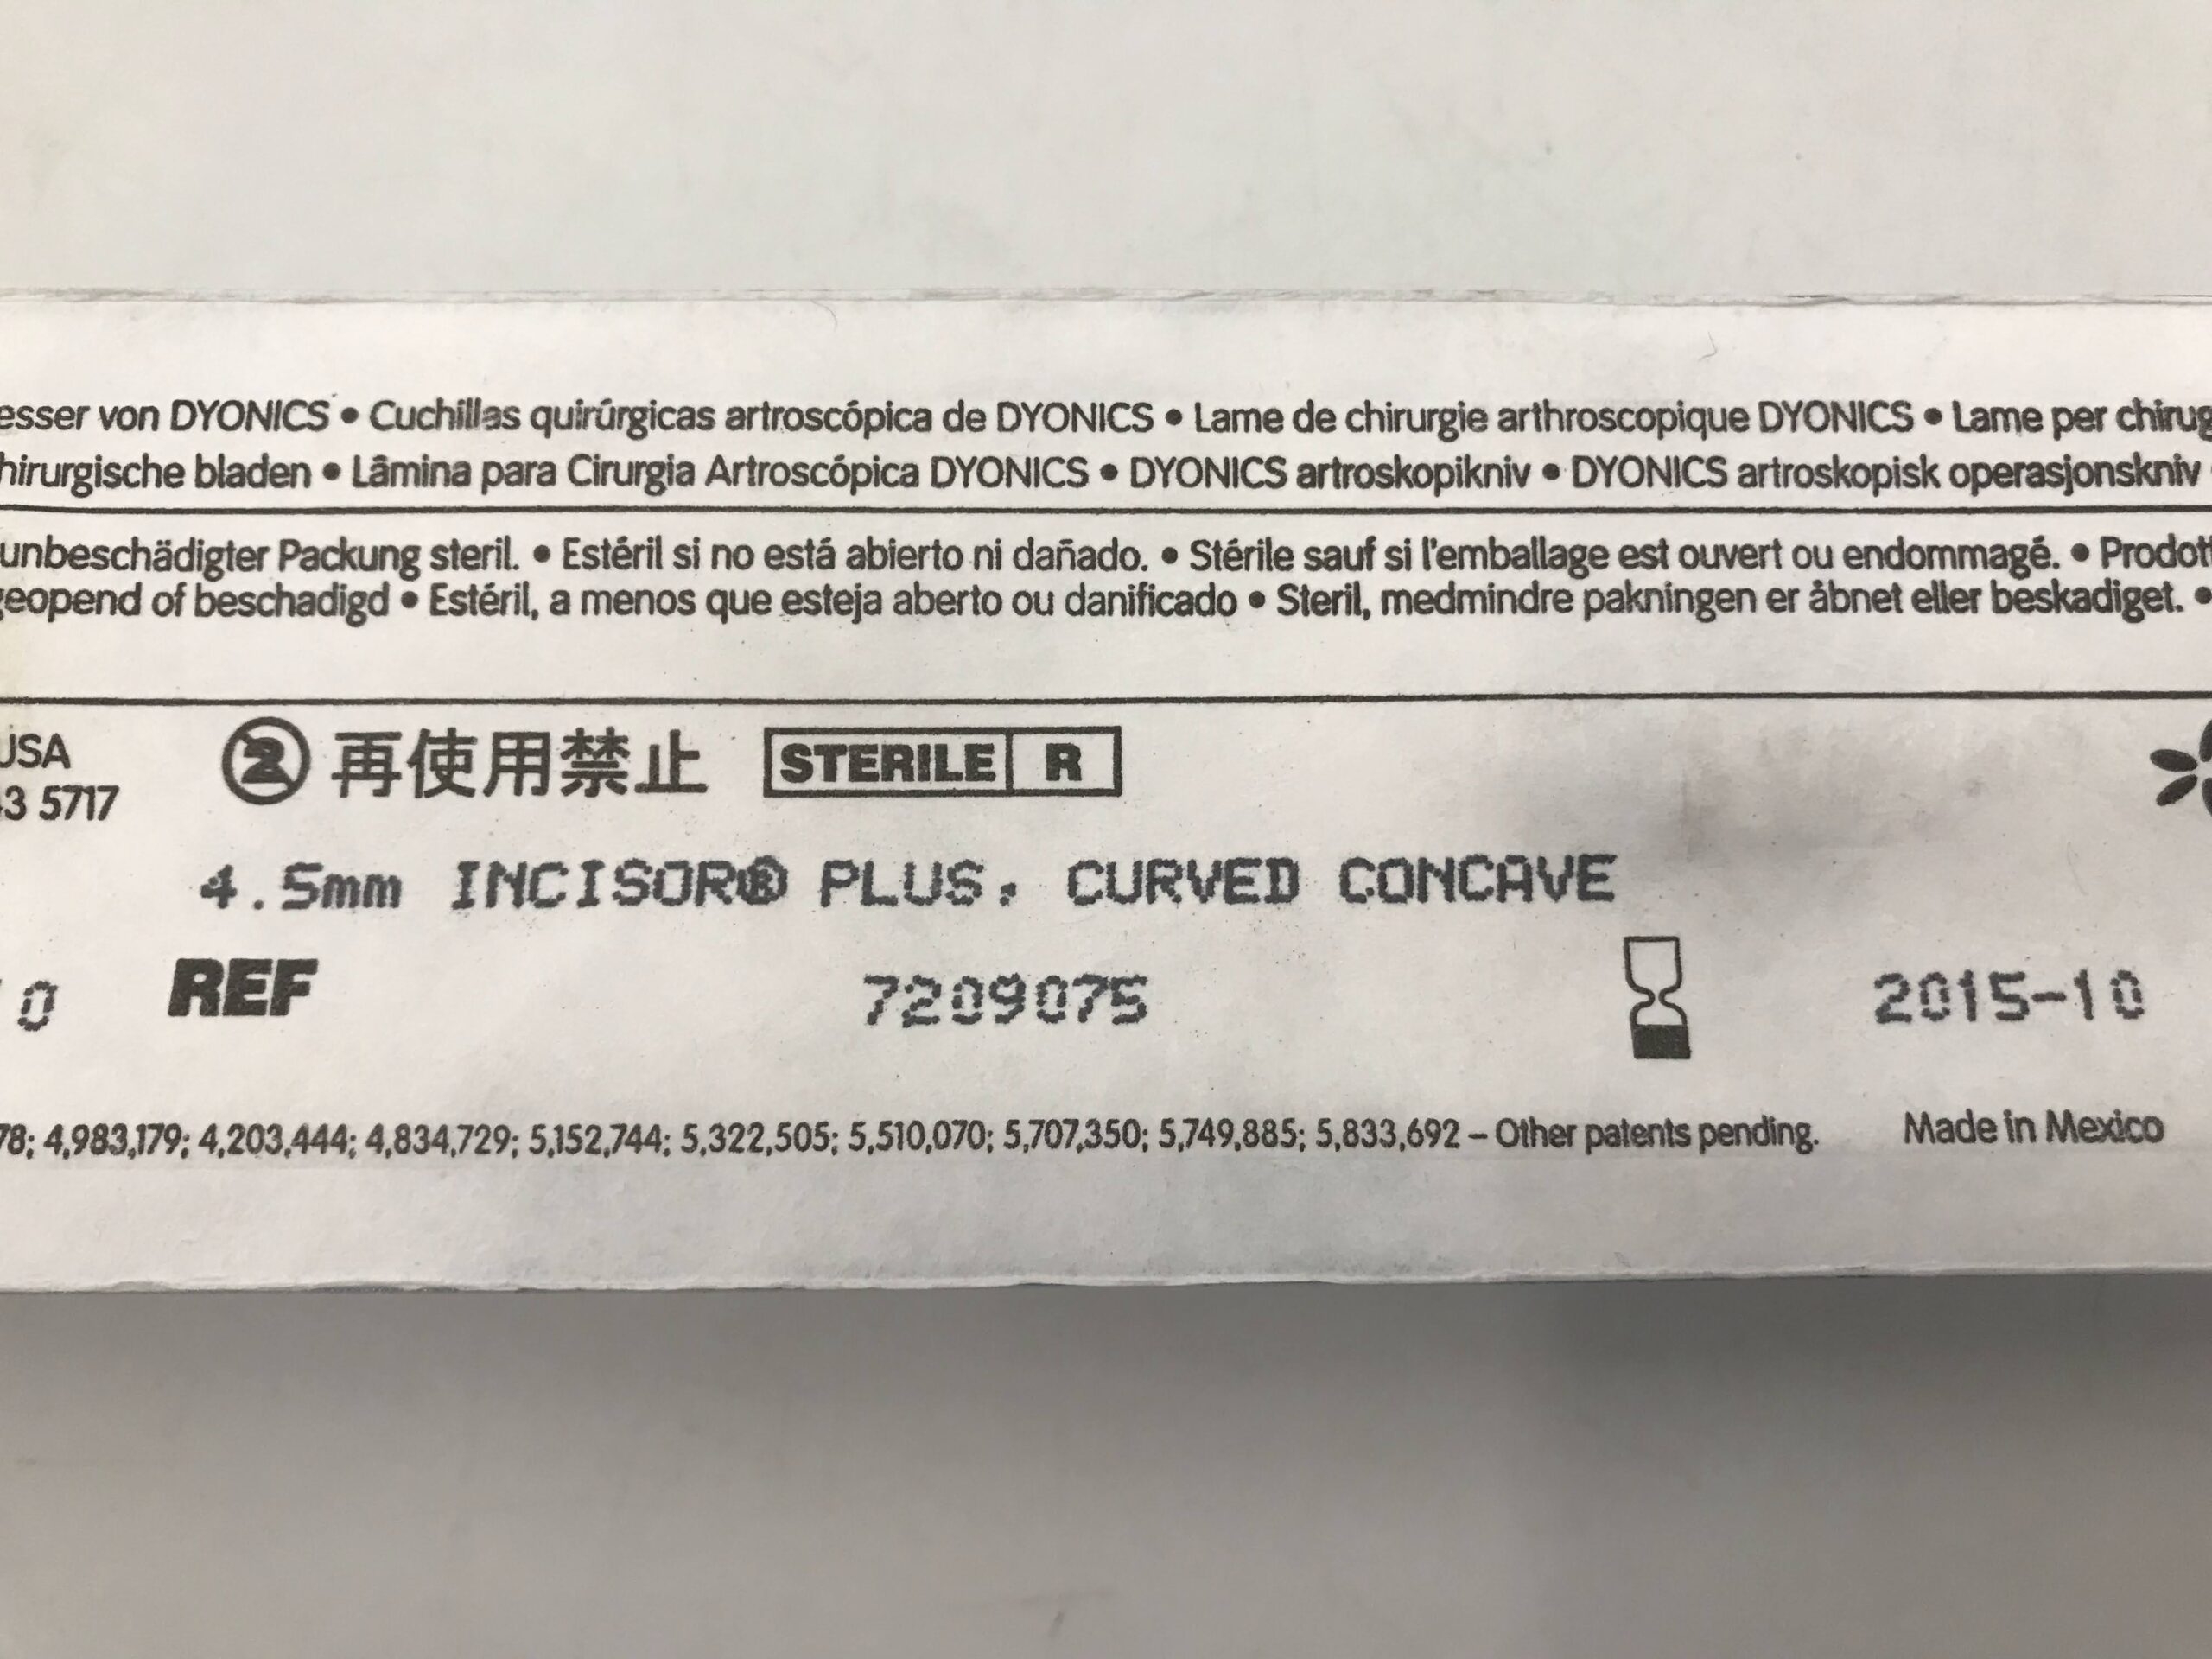 esser von DYONICS • Cuchillas quirúrgicas artroscópica de DYONICS • Lame de chirurgie arthroscopique DYONICS • Lame per chirug
hirurgische bladen • Lâmina para Cirurgia Artroscópica DYONICS • DYONICS artroskopikniv • DYONICS artroskopisk operasjonskniv
unbeschädigter Packung steril. • Estéril si no está abierto ni dañado. • Stérile sauf si l'emballage est ouvert ou endommagé. • Prodott
geopend of beschadigd • Estéril, a menos que esteja aberto ou danificado • Steril, medmindre pakningen er åbnet eller beskadiget. •
USA 2 再使用禁止 STERILE R
3 5717
4.5mm INCISOR® PLUS, CURVED CONCAVE
0 REF 7209075 2015-10
78; 4,983,179; 4,203,444; 4,834,729; 5,152,744; 5,322,505; 5,510,070; 5,707,350; 5,749,885; 5,833,692 – Other patents pending. Made in Mexico